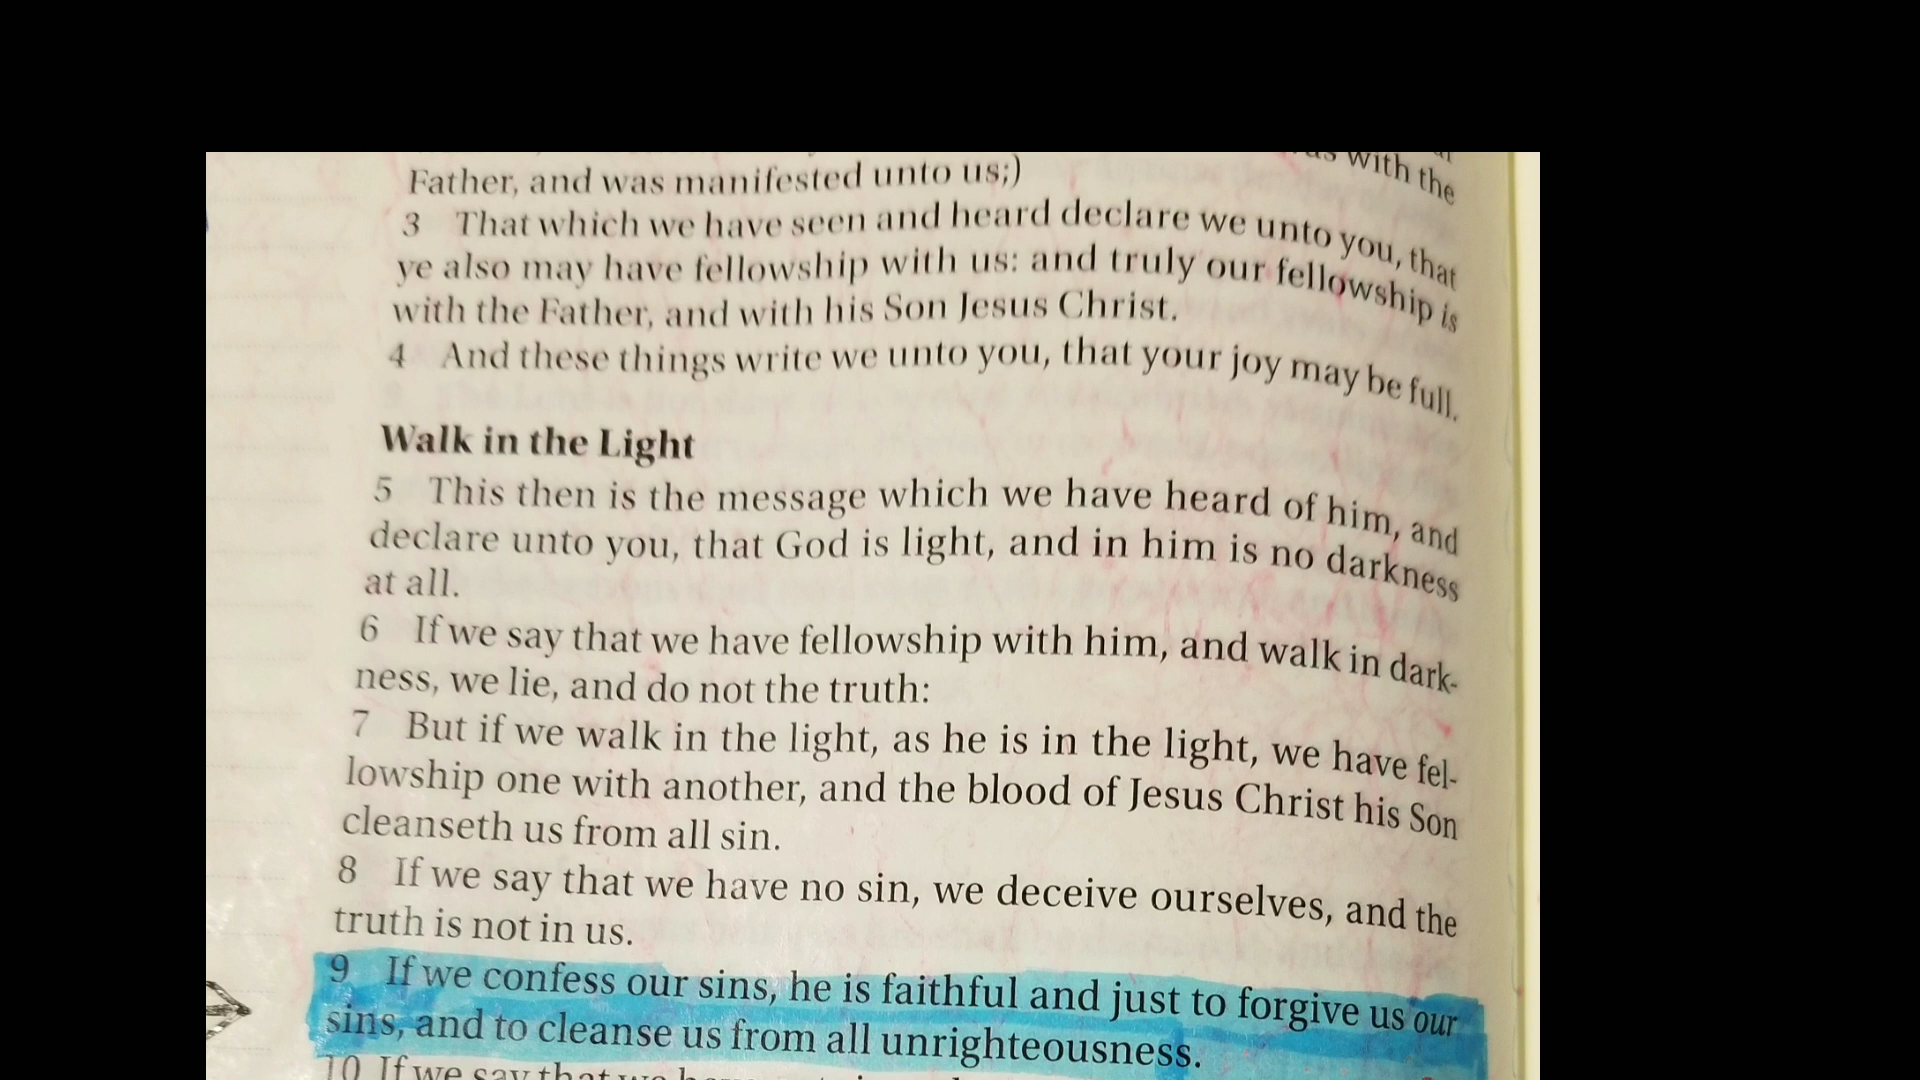 with the
Father, and was manifested unto us;)
3 That which we have seen and heard declare we unto you, that
ye also may have fellowship with us: and truly our fellowship is
with the Father, and with his Son Jesus Christ.
4 And these things write we unto you, that your joy may be full.
Walk in the Light
5 This then is the message which we have heard of him, and
declare unto you, that God is light, and in him is no darkness
at all.
6 If we say that we have fellowship with him, and walk in dark-
ness, we lie, and do not the truth:
7 But if we walk in the light, as he is in the light, we have fel-
lowship one with another, and the blood of Jesus Christ his Son
cleanseth us from all sin.
8 If we say that we have no sin, we deceive ourselves, and the
truth is not in us.
9 If we confess our sins, he is faithful and just to forgive us our
sins, and to cleanse us from all unrighteousness.
10 If we say that we